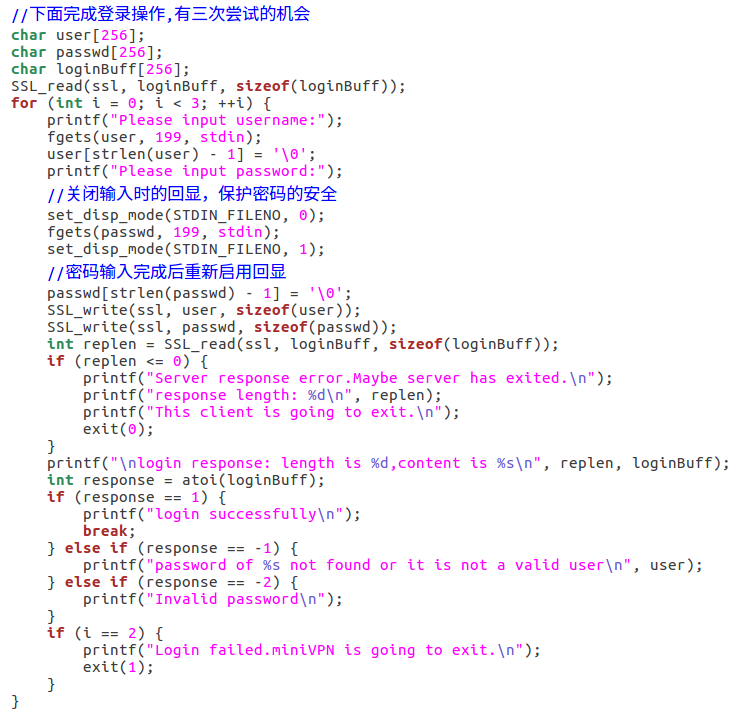 //下面完成登录操作,有三次尝试的机会
char user[256];
char passwd[256];
char loginBuff[256];
SSL_read(ssl, loginBuff, sizeof(loginBuff));
for (int i = 0; i < 3; ++i) {
    printf("Please input username:");
    fgets(user, 199, stdin);
    user[strlen(user) - 1] = '\0';
    printf("Please input password:");
    //关闭输入时的回显，保护密码的安全
    set_disp_mode(STDIN_FILENO, 0);
    fgets(passwd, 199, stdin);
    set_disp_mode(STDIN_FILENO, 1);
    //密码输入完成后重新启用回显
    passwd[strlen(passwd) - 1] = '\0';
    SSL_write(ssl, user, sizeof(user));
    SSL_write(ssl, passwd, sizeof(passwd));
    int replen = SSL_read(ssl, loginBuff, sizeof(loginBuff));
    if (replen <= 0) {
        printf("Server response error.Maybe server has exited.\n");
        printf("response length: %d\n", replen);
        printf("This client is going to exit.\n");
        exit(0);
    }
    printf("\nlogin response: length is %d,content is %s\n", replen, loginBuff);
    int response = atoi(loginBuff);
    if (response == 1) {
        printf("login successfully\n");
        break;
    } else if (response == -1) {
        printf("password of %s not found or it is not a valid user\n", user);
    } else if (response == -2) {
        printf("Invalid password\n");
    }
    if (i == 2) {
        printf("Login failed.miniVPN is going to exit.\n");
        exit(1);
    }
}